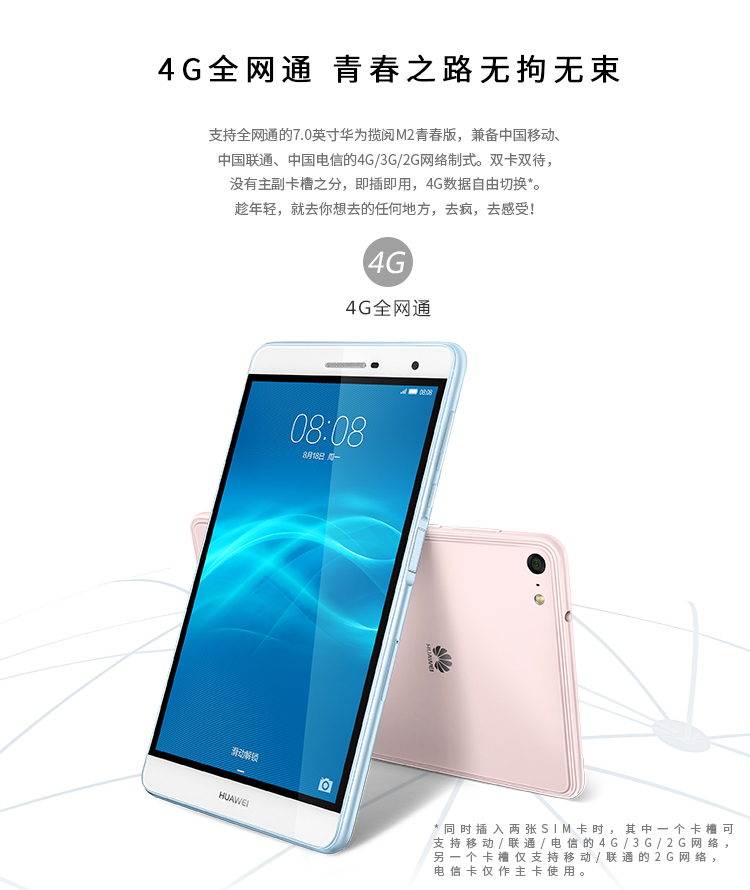 4G全网通 青春之路无拘无束
支持全网通的7.0英寸华为揽阅M2青春版，兼备中国移动、
中国联通、中国电信的4G/3G/2G网络制式。双卡双待，
没有主副卡槽之分，即插即用，4G数据自由切换*。
趁年轻，就去你想去的任何地方，去疯，去感受！
4G
4G全网通
08:08
08:08
8月18日 周一
HUAWEI
滑动解锁
HUAWEI
*同时插入两张SIM卡时，其中一个卡槽可
支持移动/联通/电信的4G/3G/2G网络，
另一个卡槽仅支持移动/联通的2G网络，
电信卡仅作主卡使用。